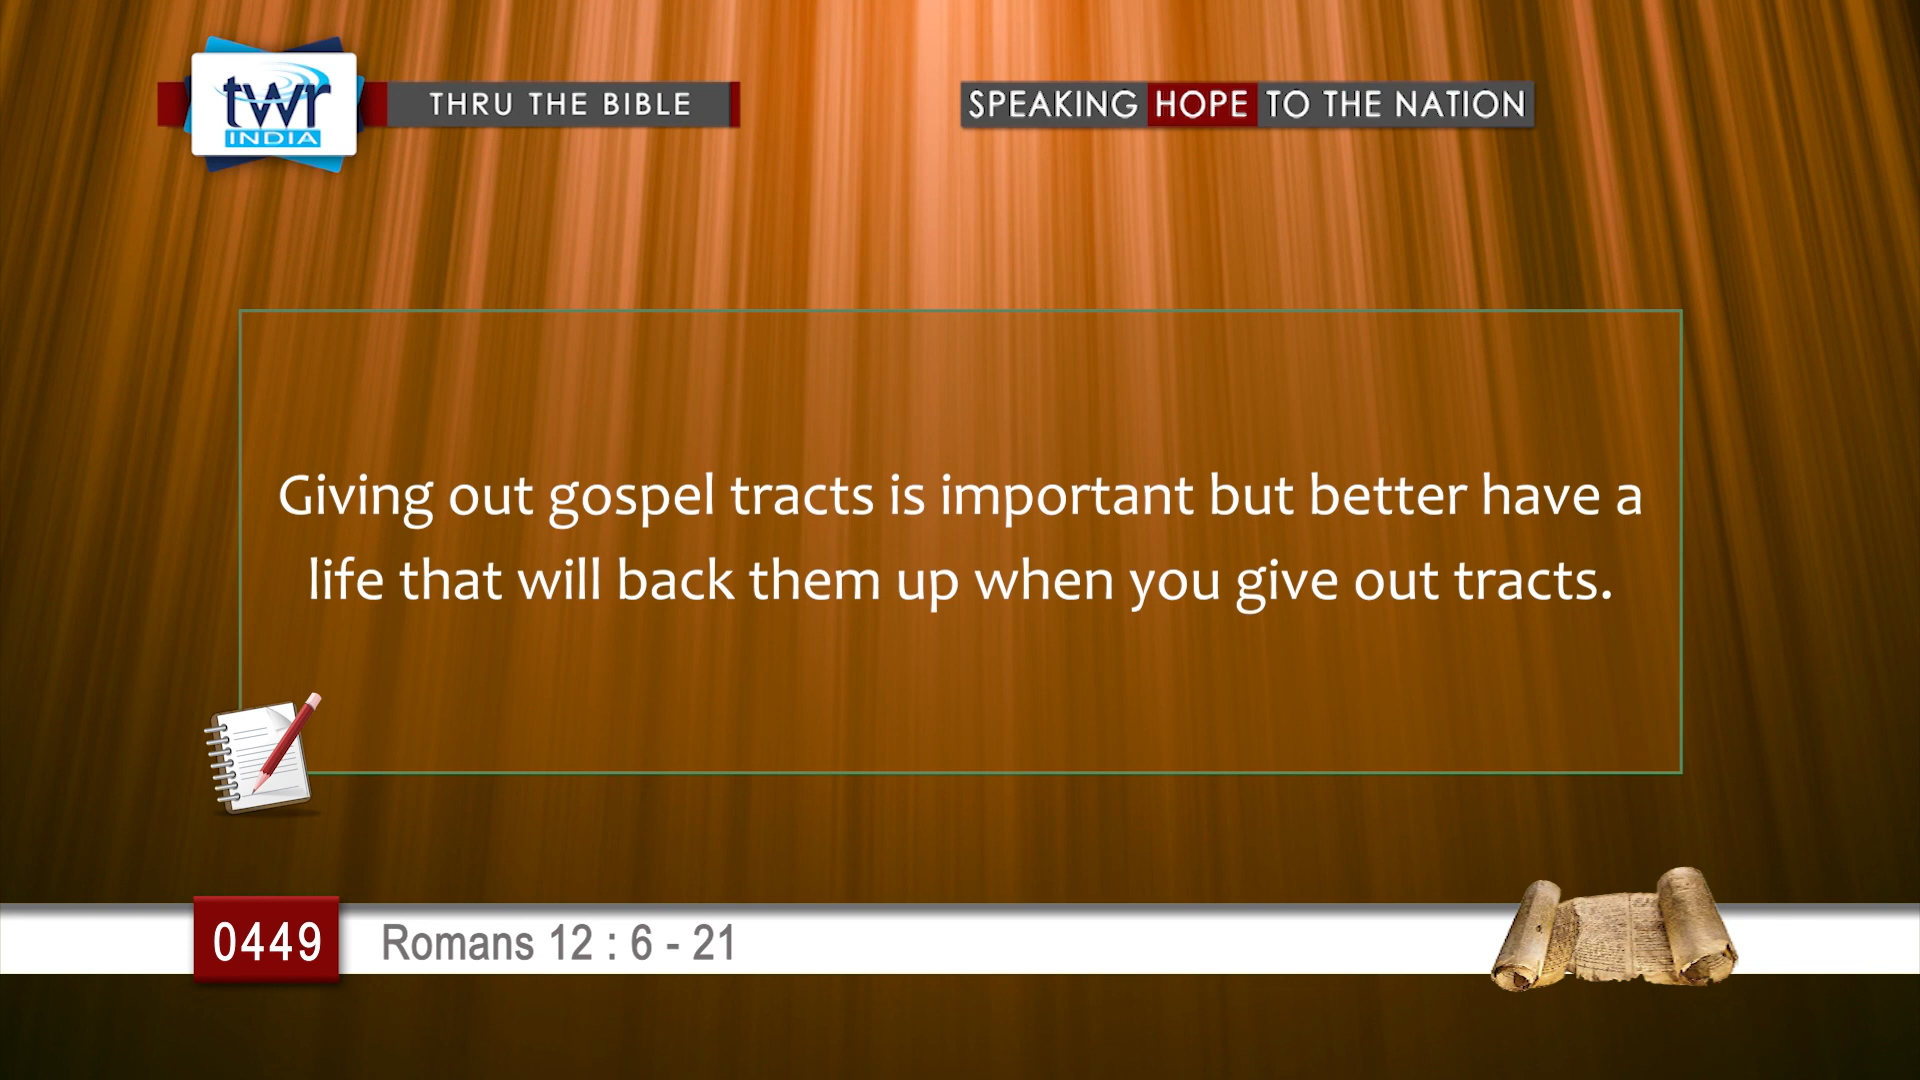 twr
INDIA
THRU THE BIBLE
SPEAKING HOPE TO THE NATION
Giving out gospel tracts is important but better have a
life that will back them up when you give out tracts.
0449
Romans 12 : 6 - 21